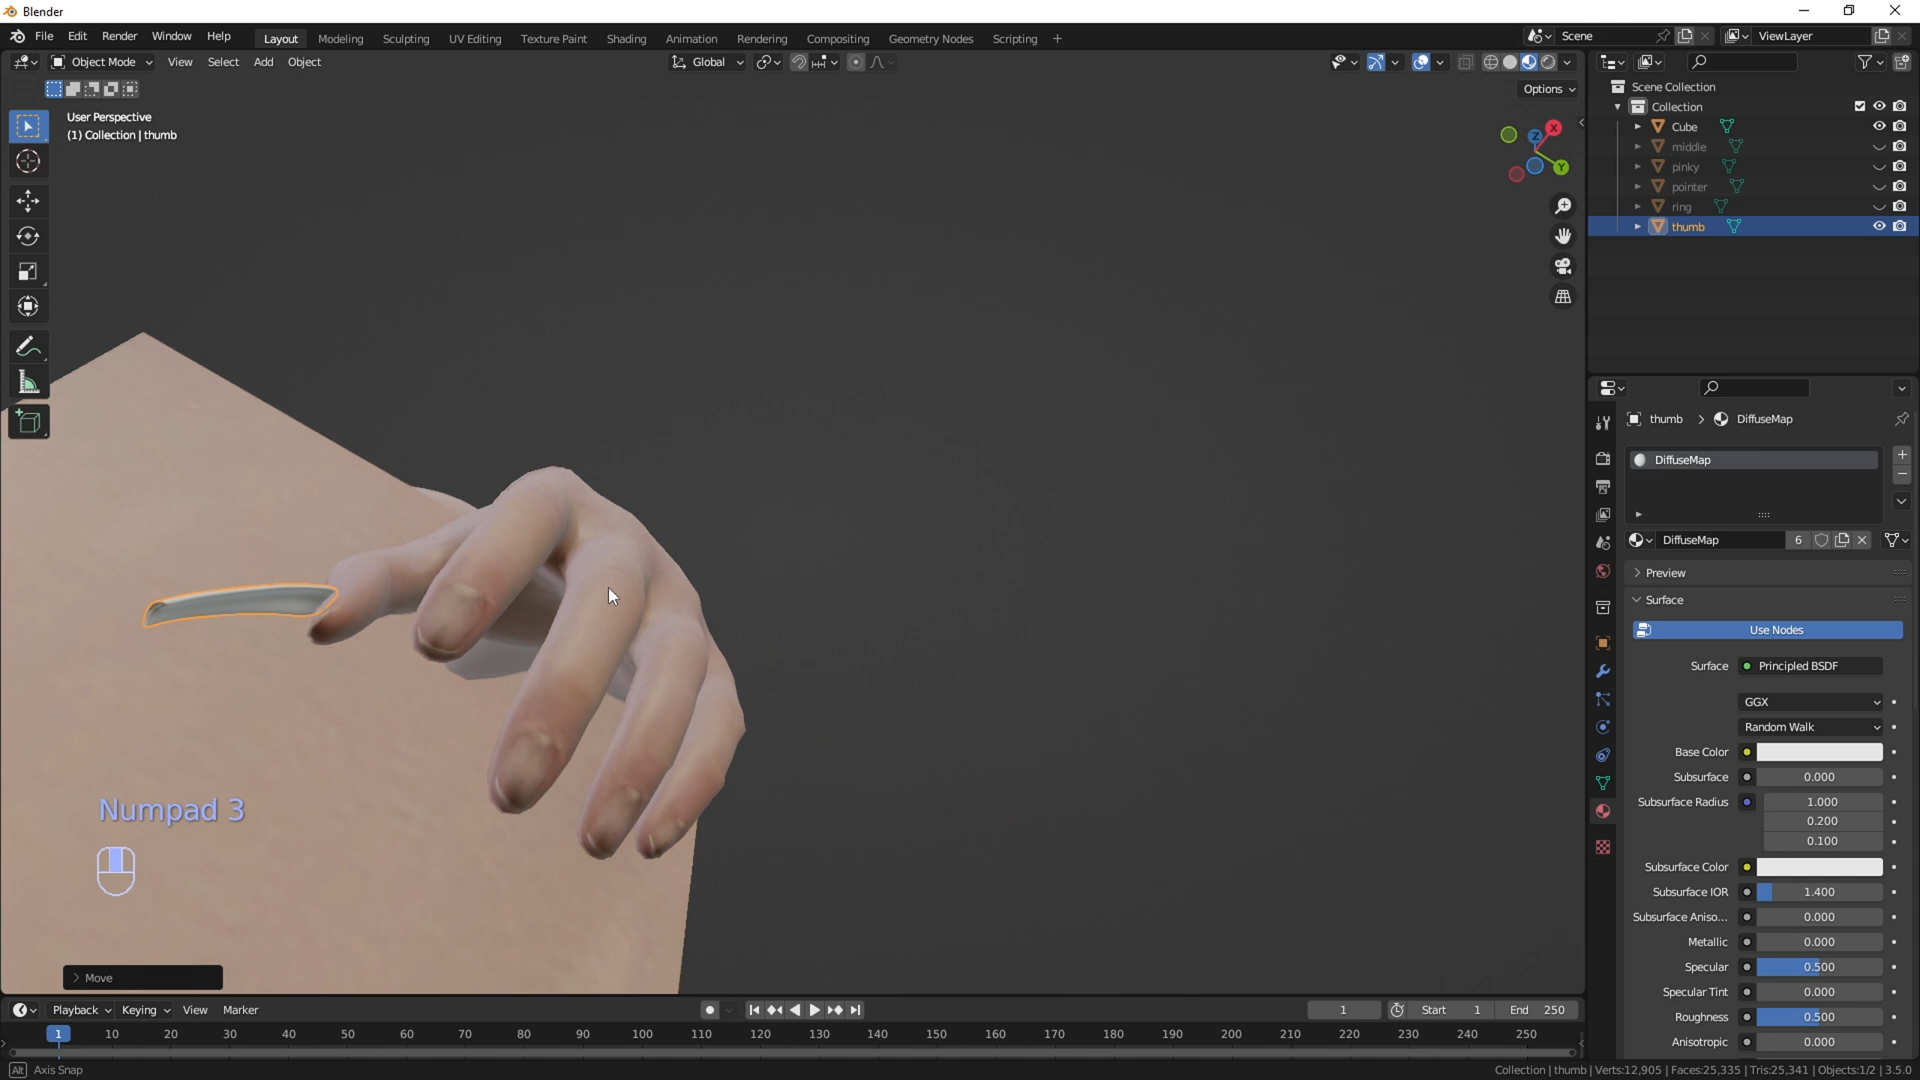 Blender
File Edit Render Window Help Layout Modeling Sculpting UV Editing Texture Paint Shading Animation Rendering Compositing Geometry Nodes Scripting + Scene ViewLayer
Object Mode View Select Add Object Global
Options
User Perspective
(1) Collection | thumb
X
Y
Z
Scene Collection
Collection
Cube
middle
pinky
pointer
ring
thumb
thumb > DiffuseMap
DiffuseMap
DiffuseMap 6
Preview
Surface
Use Nodes
Surface Principled BSDF
GGX
Random Walk
Base Color
Subsurface 0.000
Subsurface Radius 1.000
0.200
0.100
Subsurface Color
Subsurface IOR 1.400
Subsurface Aniso... 0.000
Metallic 0.000
Specular 0.500
Specular Tint 0.000
Roughness 0.500
Anisotropic 0.000
Numpad 3
> Move
Playback Keying View Marker 1 Start 1 End 250
1 10 20 30 40 50 60 70 80 90 100 110 120 130 140 150 160 170 180 190 200 210 220 230 240 250
Alt Axis Snap
Collection | thumb | Verts:12,905 | Faces:25,335 | Tris:25,341 | Objects:1/2 | 3.5.0